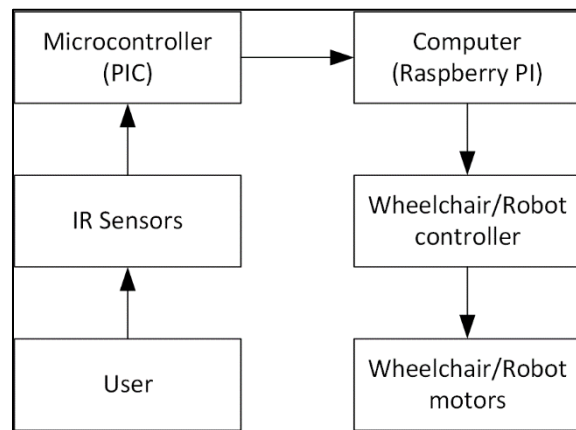 Microcontroller
(PIC)
Computer
(Raspberry PI)
IR Sensors
Wheelchair/Robot
controller
User
Wheelchair/Robot
motors